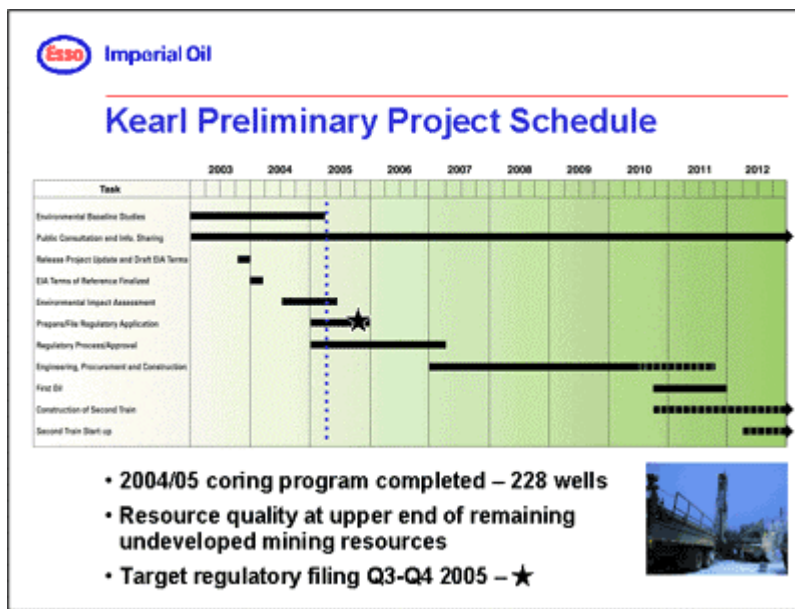 Esso Imperial Oil
Kearl Preliminary Project Schedule
2003 2004 2005 2006 2007 2008 2009 2010 2011 2012
Task
Environmental Baseline Studies
Public Consultation and Info. Sharing
Release Project Update and Draft EIA Terms
EIA Terms of Reference Finalized
Environmental Impact Assessment
Prepare/File Regulatory Application
Regulatory Process/Approval
Engineering, Procurement and Construction
First Oil
Construction of Second Train
Second Train Start-up
• 2004/05 coring program completed – 228 wells
• Resource quality at upper end of remaining
undeveloped mining resources
• Target regulatory filing Q3-Q4 2005 – ★